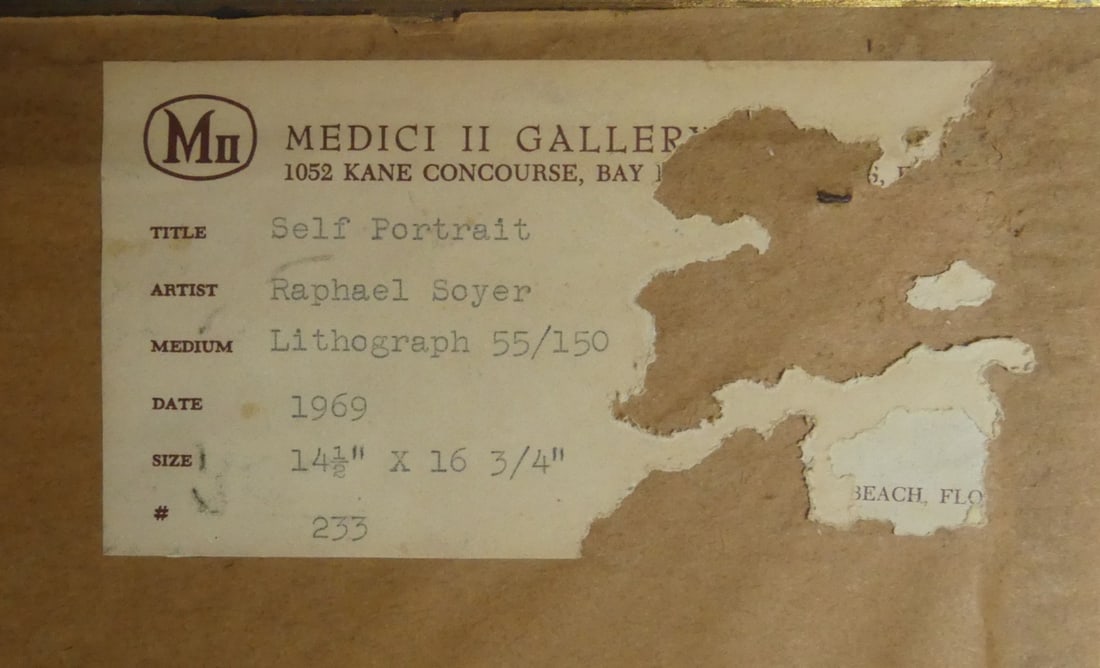 MII
MEDICI II GALLERY
1052 KANE CONCOURSE, BAY
TITLE Self Portrait
ARTIST Raphael Soyer
MEDIUM Lithograph 55/150
DATE 1969
SIZE 14½" X 16 3/4"
# 233
BEACH, FLO